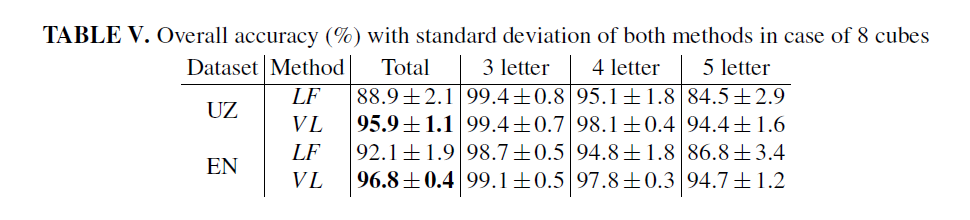 TABLE V. Overall accuracy (%) with standard deviation of both methods in case of 8 cubes
Dataset Method Total 3 letter 4 letter 5 letter
UZ LF 88.9±2.1 99.4±0.8 95.1±1.8 84.5±2.9
VL 95.9±1.1 99.4±0.7 98.1±0.4 94.4±1.6
EN LF 92.1±1.9 98.7±0.5 94.8±1.8 86.8±3.4
VL 96.8±0.4 99.1±0.5 97.8±0.3 94.7±1.2